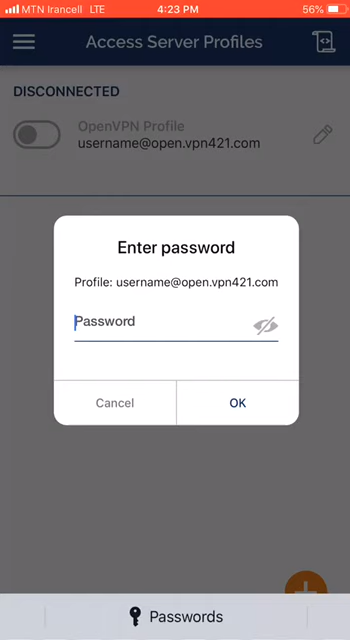 MTN Irancell LTE 4:23 PM 56%
Access Server Profiles
DISCONNECTED
OpenVPN Profile
username@open.vpn421.com
Enter password
Profile: username@open.vpn421.com
Password
Cancel OK
Passwords